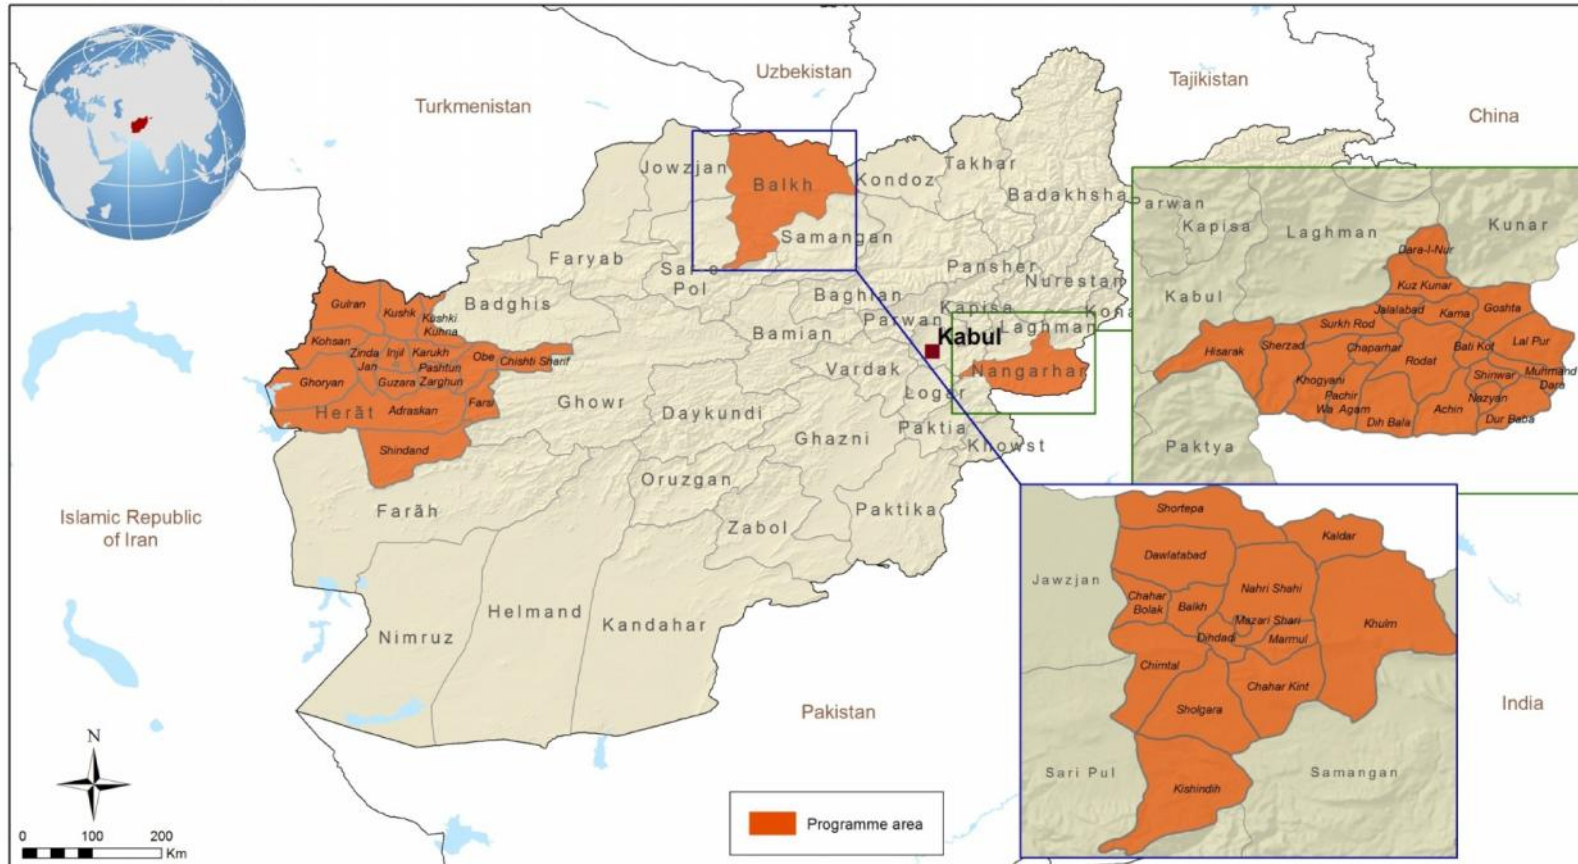 Uzbekistan
Tajikistan
Turkmenistan
China
Islamic Republic
of Iran
Pakistan
India
Jowzjan
Balkh
Kondoz
Takhar
Badakhsha
Samangan
Faryab
Sar-e
Pol
Badghis
Baghlan
Pansher
Nurestan
Kapisa
Parwan
Kona
Laghman
Kabul
Bamian
Vardak
Nangarhar
Logar
Ghowr
Daykundi
Ghazni
Paktia
Khowst
Oruzgan
Zabol
Paktika
Herāt
Farāh
Nimruz
Helmand
Kandahar
Gulran
Kushk
Kushki
Kuhna
Kohsan
Zinda
Jan
Injil
Karukh
Obe
Chishti Sharif
Pashtun
Zarghun
Ghoryan
Guzara
Farsi
Adraskan
Shindand
arwan
Kapisa
Laghman
Kunar
Kabul
Paktya
Dara-I-Nur
Kuz Kunar
Goshta
Jalalabad
Kama
Surkh Rod
Lal Pur
Hisarak
Sherzad
Chaparhar
Rodat
Bati Kot
Khogyani
Shinwar
Muhmand
Dara
Pachir
Wa Agam
Nazyan
Achin
Dih Bala
Dur Baba
Jawzjan
Sari Pul
Samangan
Shortepa
Kaldar
Dawlatabad
Nahri Shahi
Chahar
Bolak
Balkh
Mazari Shari
Khulm
Dihdadi
Marmul
Chimtal
Chahar Kint
Sholgara
Kishindih
Programme area
N
0 100 200
Km